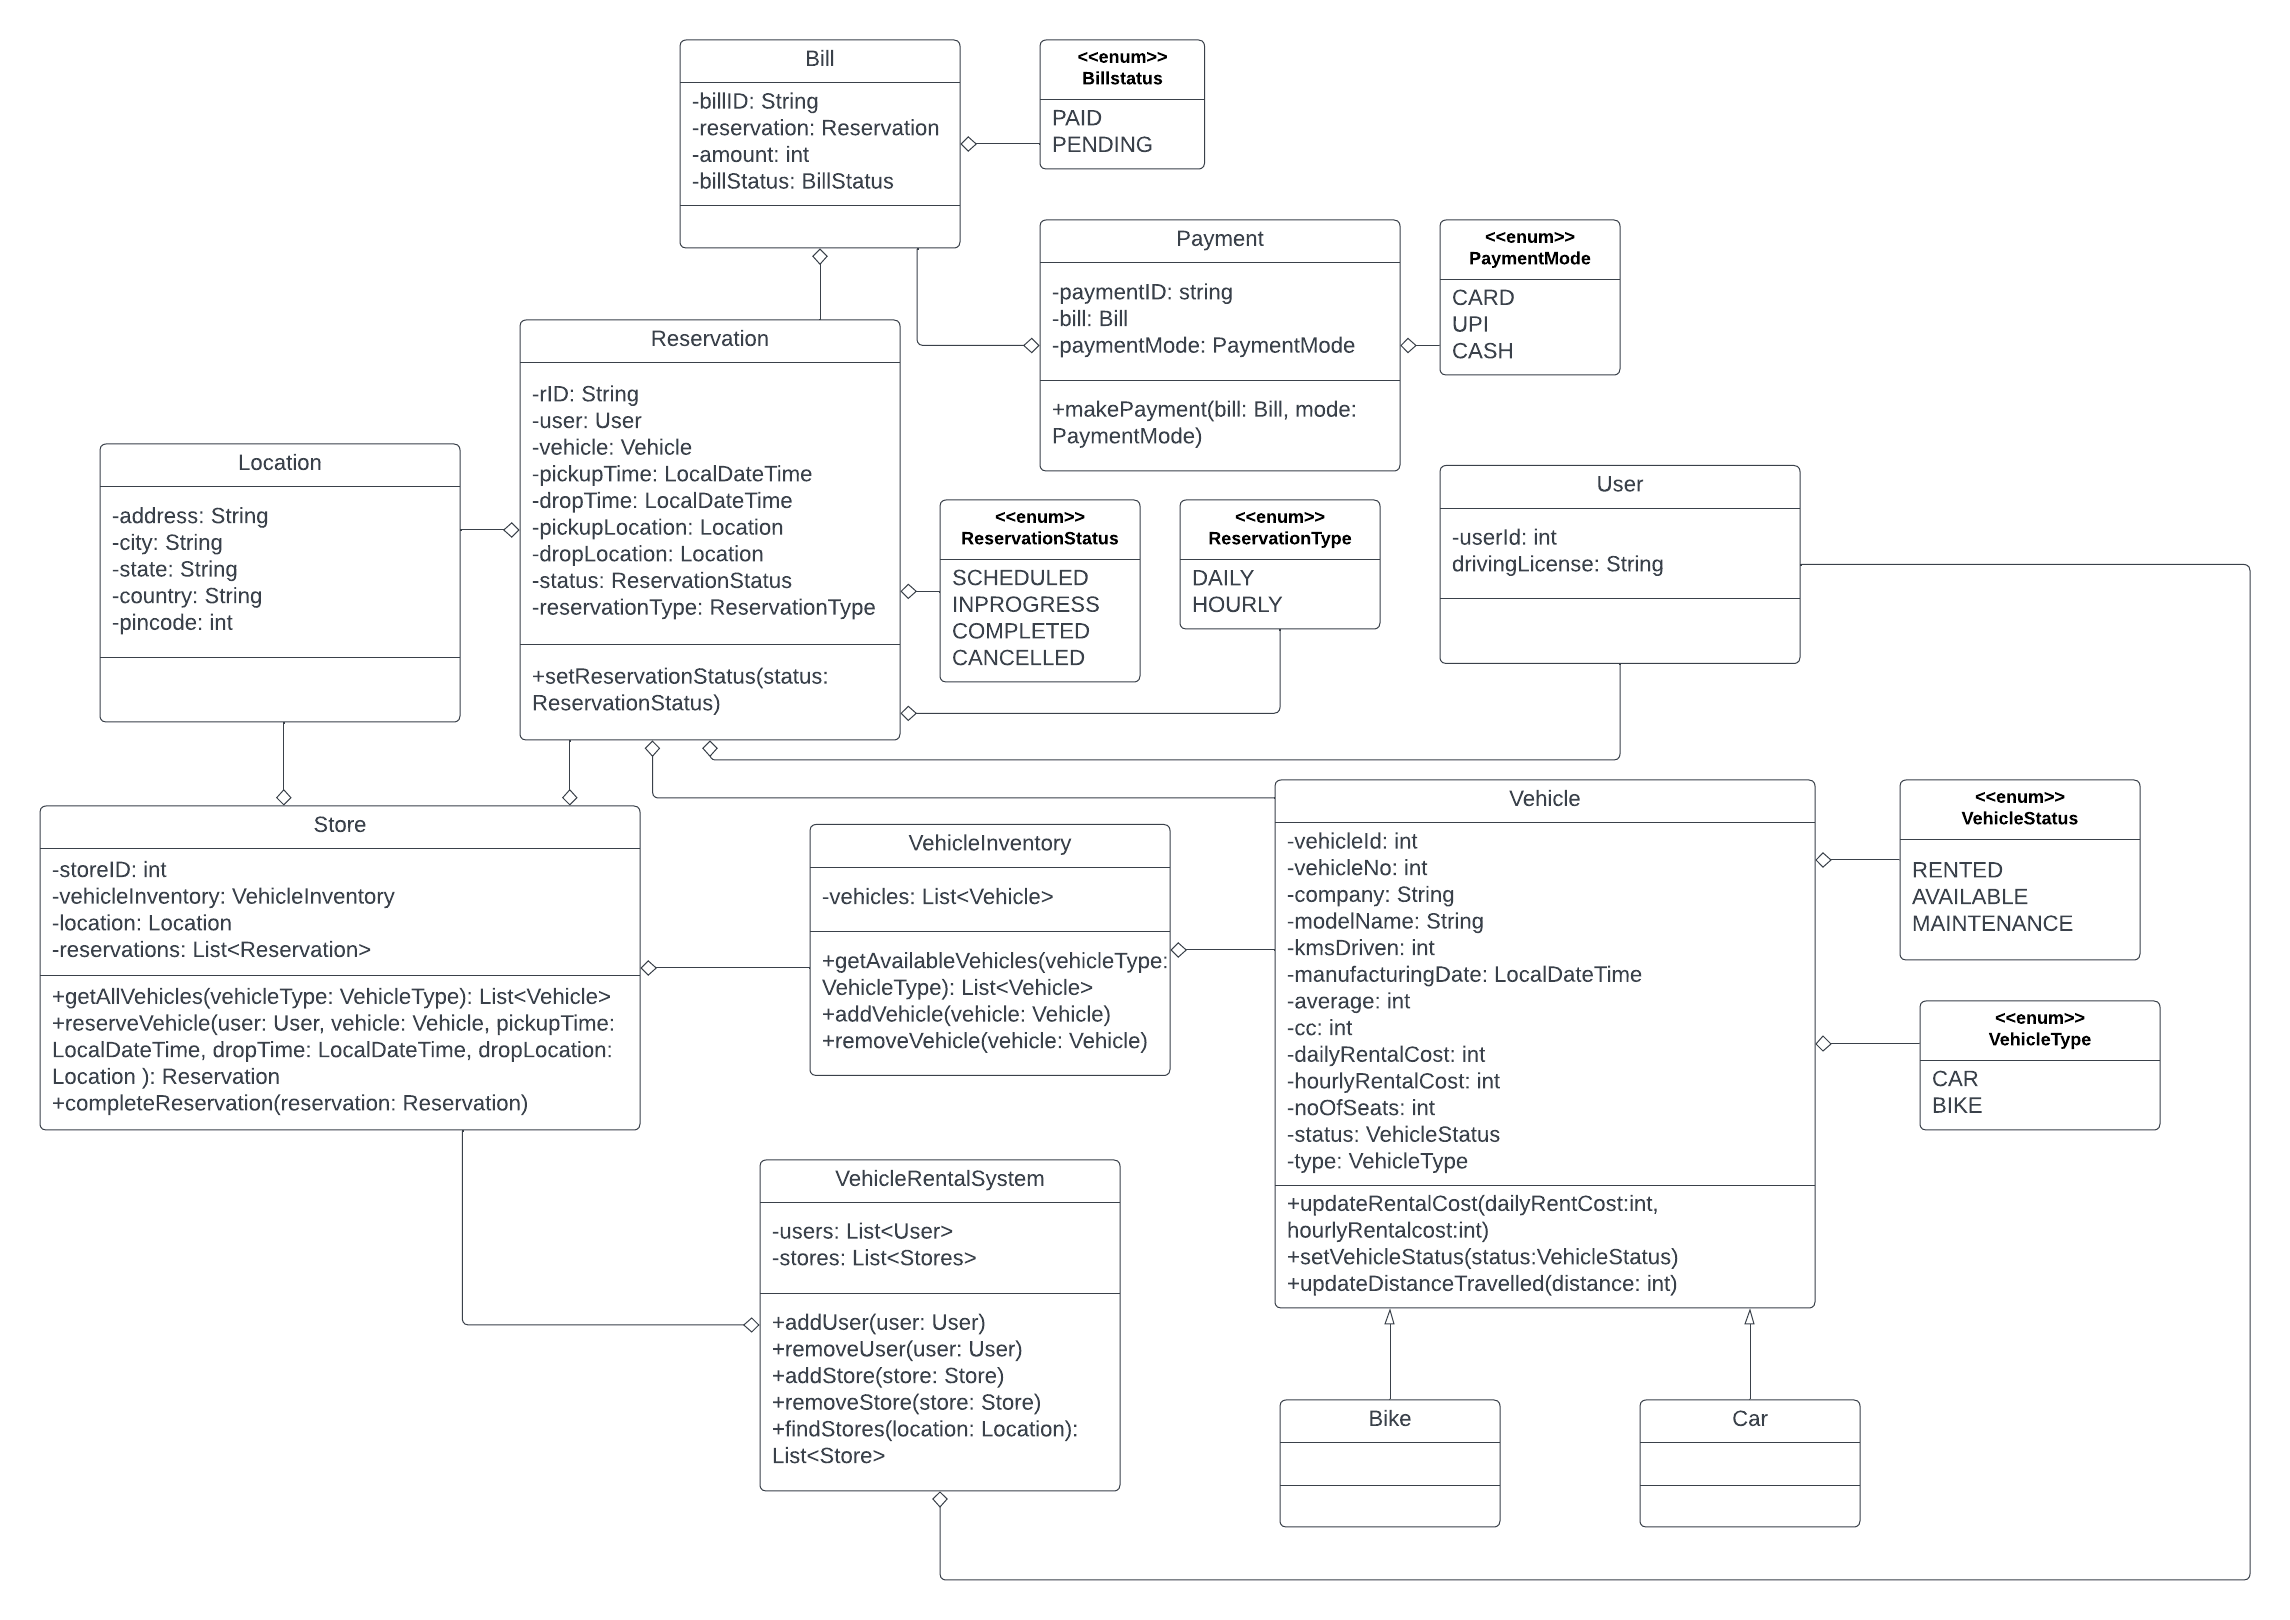 Bill
-billID: String
-reservation: Reservation
-amount: int
-billStatus: BillStatus
<<enum>>
Billstatus
PAID
PENDING
Payment
-paymentID: string
-bill: Bill
-paymentMode: PaymentMode
+makePayment(bill: Bill, mode:
PaymentMode)
<<enum>>
PaymentMode
CARD
UPI
CASH
Reservation
-rID: String
-user: User
-vehicle: Vehicle
-pickupTime: LocalDateTime
-dropTime: LocalDateTime
-pickupLocation: Location
-dropLocation: Location
-status: ReservationStatus
-reservationType: ReservationType
+setReservationStatus(status:
ReservationStatus)
Location
-address: String
-city: String
-state: String
-country: String
-pincode: int
<<enum>>
ReservationStatus
SCHEDULED
INPROGRESS
COMPLETED
CANCELLED
<<enum>>
ReservationType
DAILY
HOURLY
User
-userId: int
drivingLicense: String
Store
-storeID: int
-vehicleInventory: VehicleInventory
-location: Location
-reservations: List<Reservation>
+getAllVehicles(vehicleType: VehicleType): List<Vehicle>
+reserveVehicle(user: User, vehicle: Vehicle, pickupTime:
LocalDateTime, dropTime: LocalDateTime, dropLocation:
Location ): Reservation
+completeReservation(reservation: Reservation)
VehicleInventory
-vehicles: List<Vehicle>
+getAvailableVehicles(vehicleType:
VehicleType): List<Vehicle>
+addVehicle(vehicle: Vehicle)
+removeVehicle(vehicle: Vehicle)
Vehicle
-vehicleId: int
-vehicleNo: int
-company: String
-modelName: String
-kmsDriven: int
-manufacturingDate: LocalDateTime
-average: int
-cc: int
-dailyRentalCost: int
-hourlyRentalCost: int
-noOfSeats: int
-status: VehicleStatus
-type: VehicleType
+updateRentalCost(dailyRentCost:int,
hourlyRentalcost:int)
+setVehicleStatus(status:VehicleStatus)
+updateDistanceTravelled(distance: int)
<<enum>>
VehicleStatus
RENTED
AVAILABLE
MAINTENANCE
<<enum>>
VehicleType
CAR
BIKE
VehicleRentalSystem
-users: List<User>
-stores: List<Stores>
+addUser(user: User)
+removeUser(user: User)
+addStore(store: Store)
+removeStore(store: Store)
+findStores(location: Location):
List<Store>
Bike
Car